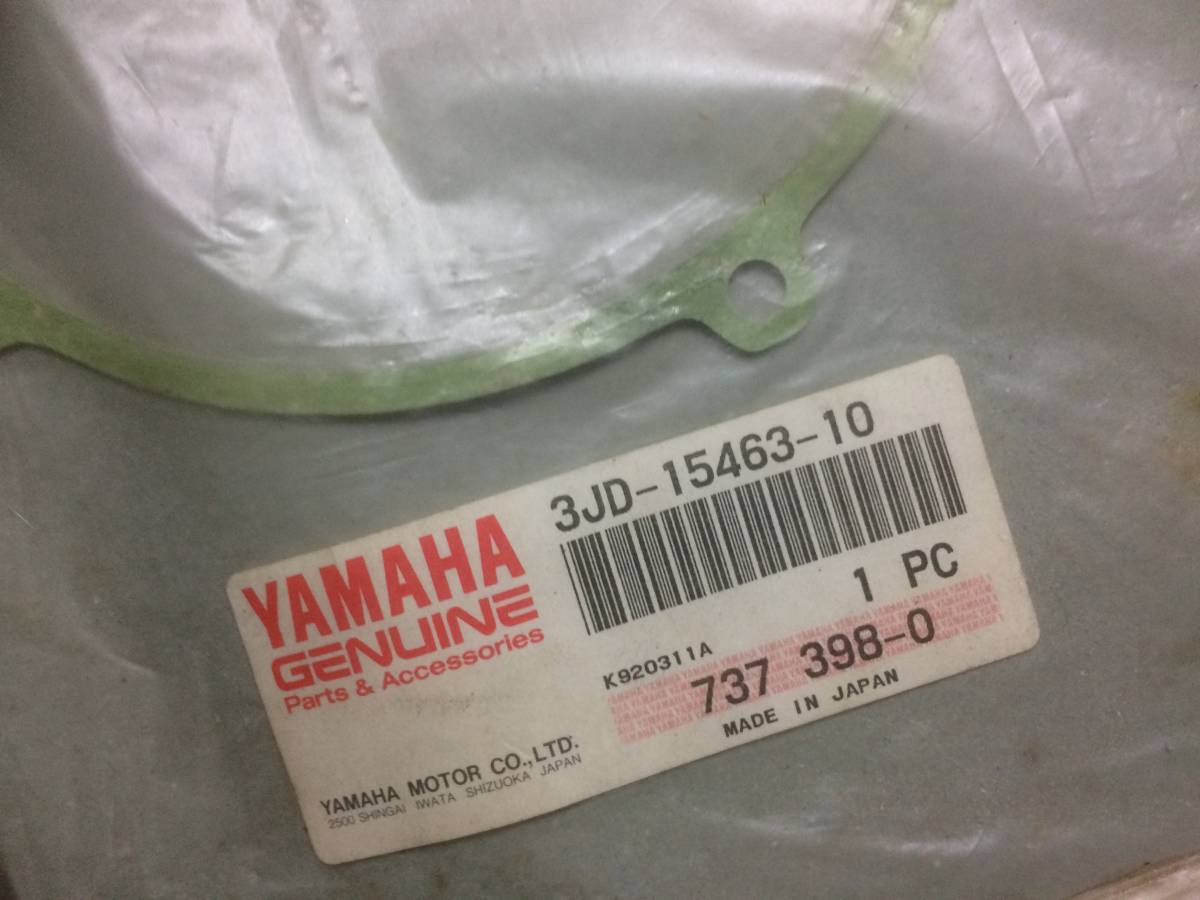 3JD-15463-10
YAMAHA
GENUINE
Parts & Accessories
1 PC
K920311A
737 398-0
MADE IN JAPAN
YAMAHA MOTOR CO.,LTD.
2500 SHINGAI IWATA SHIZUOKA JAPAN